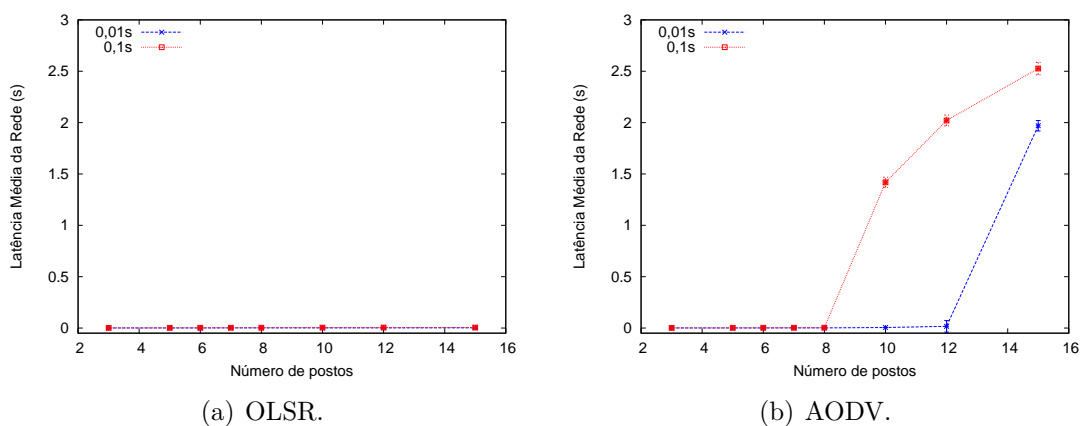 3
2.5
2
1.5
1
0.5
0
2 4 6 8 10 12 14 16
Latência Média da Rede (s)
Número de postos
0,01s
0,1s
(a) OLSR.
3
2.5
2
1.5
1
0.5
0
2 4 6 8 10 12 14 16
Latência Média da Rede (s)
Número de postos
0,01s
0,1s
(b) AODV.